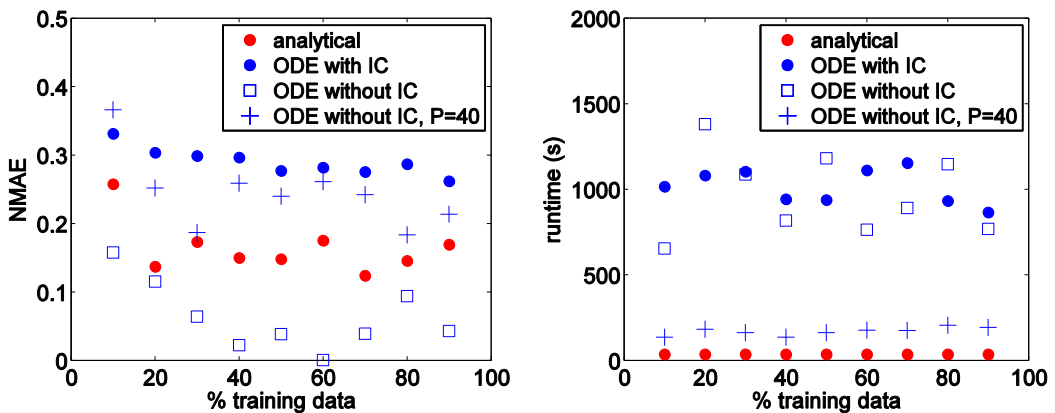 0.5
0.4
0.3
0.2
0.1
0
NMAE
analytical
ODE with IC
ODE without IC
ODE without IC, P=40
0
20
40
60
80
100
% training data
2000
1500
1000
500
0
runtime (s)
analytical
ODE with IC
ODE without IC
ODE without IC, P=40
0
20
40
60
80
100
% training data